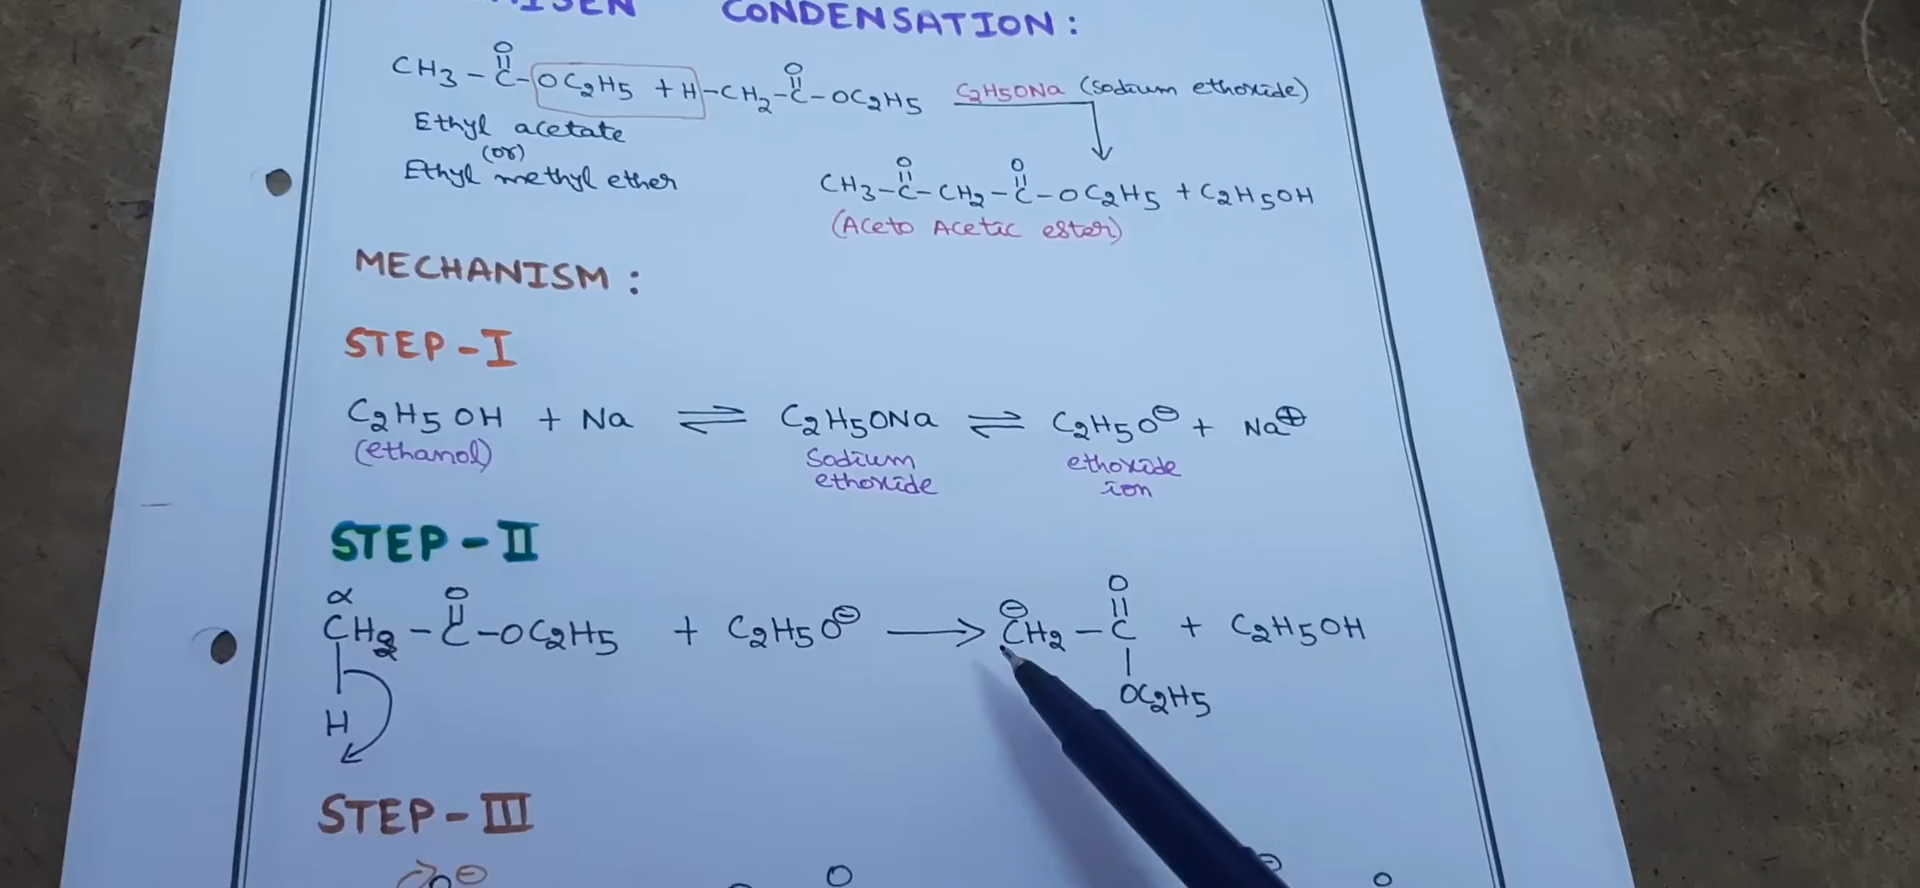 CONDENSATION:
CH3-C-OC2H5 + H-CH2-C-OC2H5 C2H5ONa (Sodium ethoxide)
O O
Ethyl acetate
(or)
Ethyl methyl ether
O O
CH3-C-CH2-C-OC2H5 + C2H5OH
(Aceto Acetic ester)
MECHANISM:
STEP-I
C2H5OH + Na ⇌ C2H5ONa ⇌ C2H5O⊖ + Na⊕
(ethanol) Sodium ethoxide
ethoxide ion
STEP-II
α O ⊖ O
CH2-C-OC2H5 + C2H5O⊖ → CH2-C + C2H5OH
H OC2H5
STEP-III
O⊖ O O